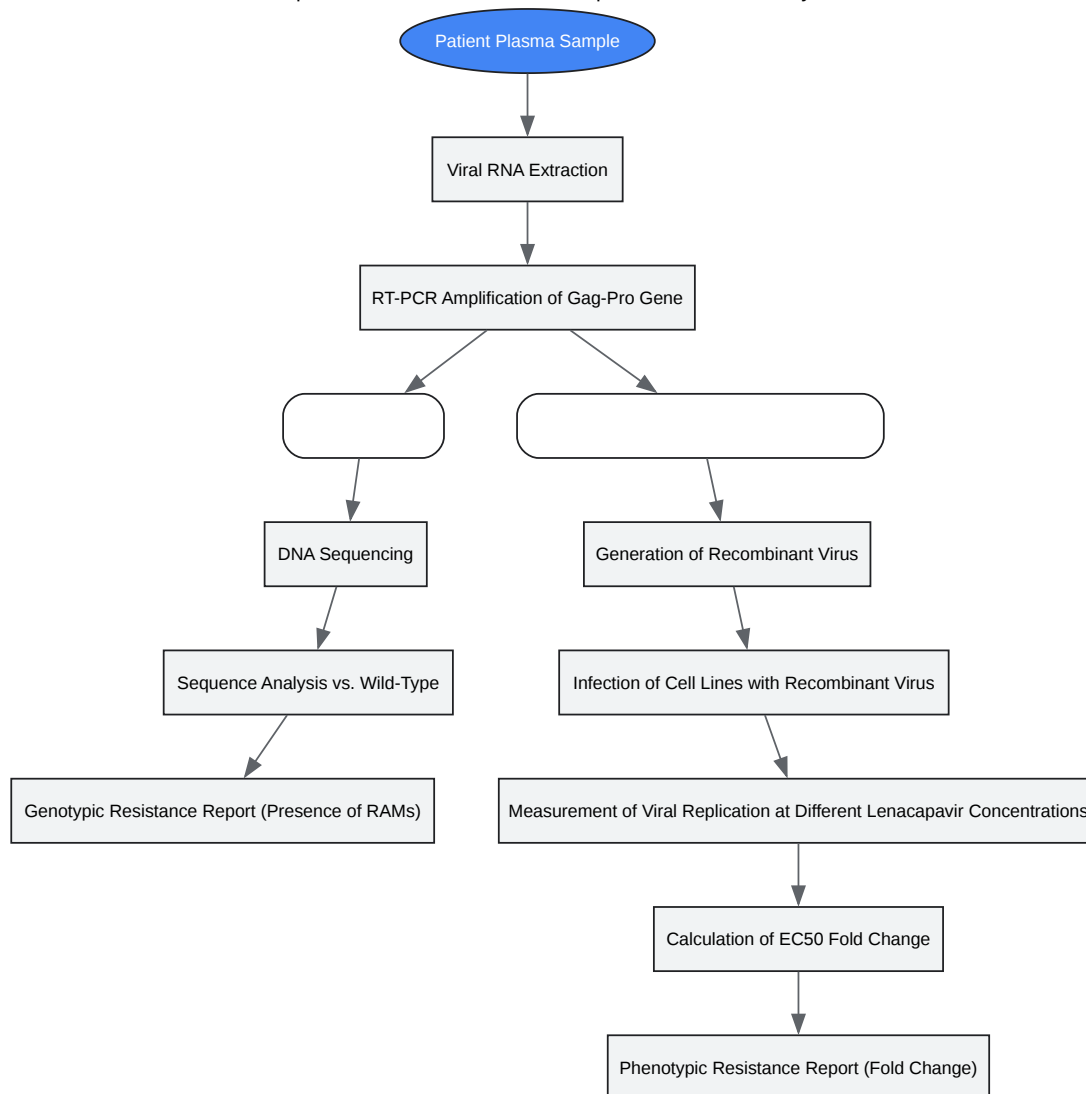 Patient Plasma Sample
Viral RNA Extraction
RT-PCR Amplification of Gag-Pro Gene
DNA Sequencing
Generation of Recombinant Virus
Sequence Analysis vs. Wild-Type
Infection of Cell Lines with Recombinant Virus
Genotypic Resistance Report (Presence of RAMs)
Measurement of Viral Replication at Different Lenacapavir Concentrations
Calculation of EC50 Fold Change
Phenotypic Resistance Report (Fold Change)